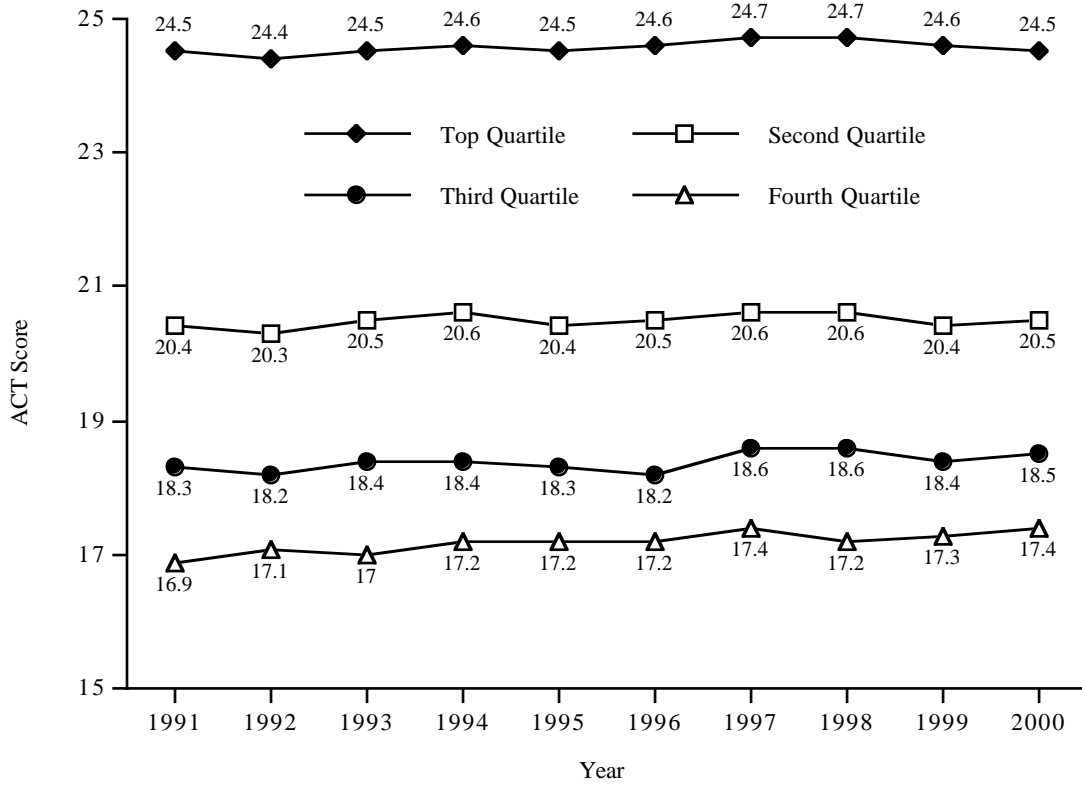 25
24.5 24.4 24.5 24.6 24.5 24.6 24.7 24.7 24.6 24.5
Top Quartile Second Quartile
23
Third Quartile Fourth Quartile
21
20.4 20.3 20.5 20.6 20.4 20.5 20.6 20.6 20.4 20.5
ACT Score
19
18.3 18.2 18.4 18.4 18.3 18.2 18.6 18.6 18.4 18.5
17
16.9 17.1 17 17.2 17.2 17.2 17.4 17.2 17.3 17.4
15
1991 1992 1993 1994 1995 1996 1997 1998 1999 2000
Year